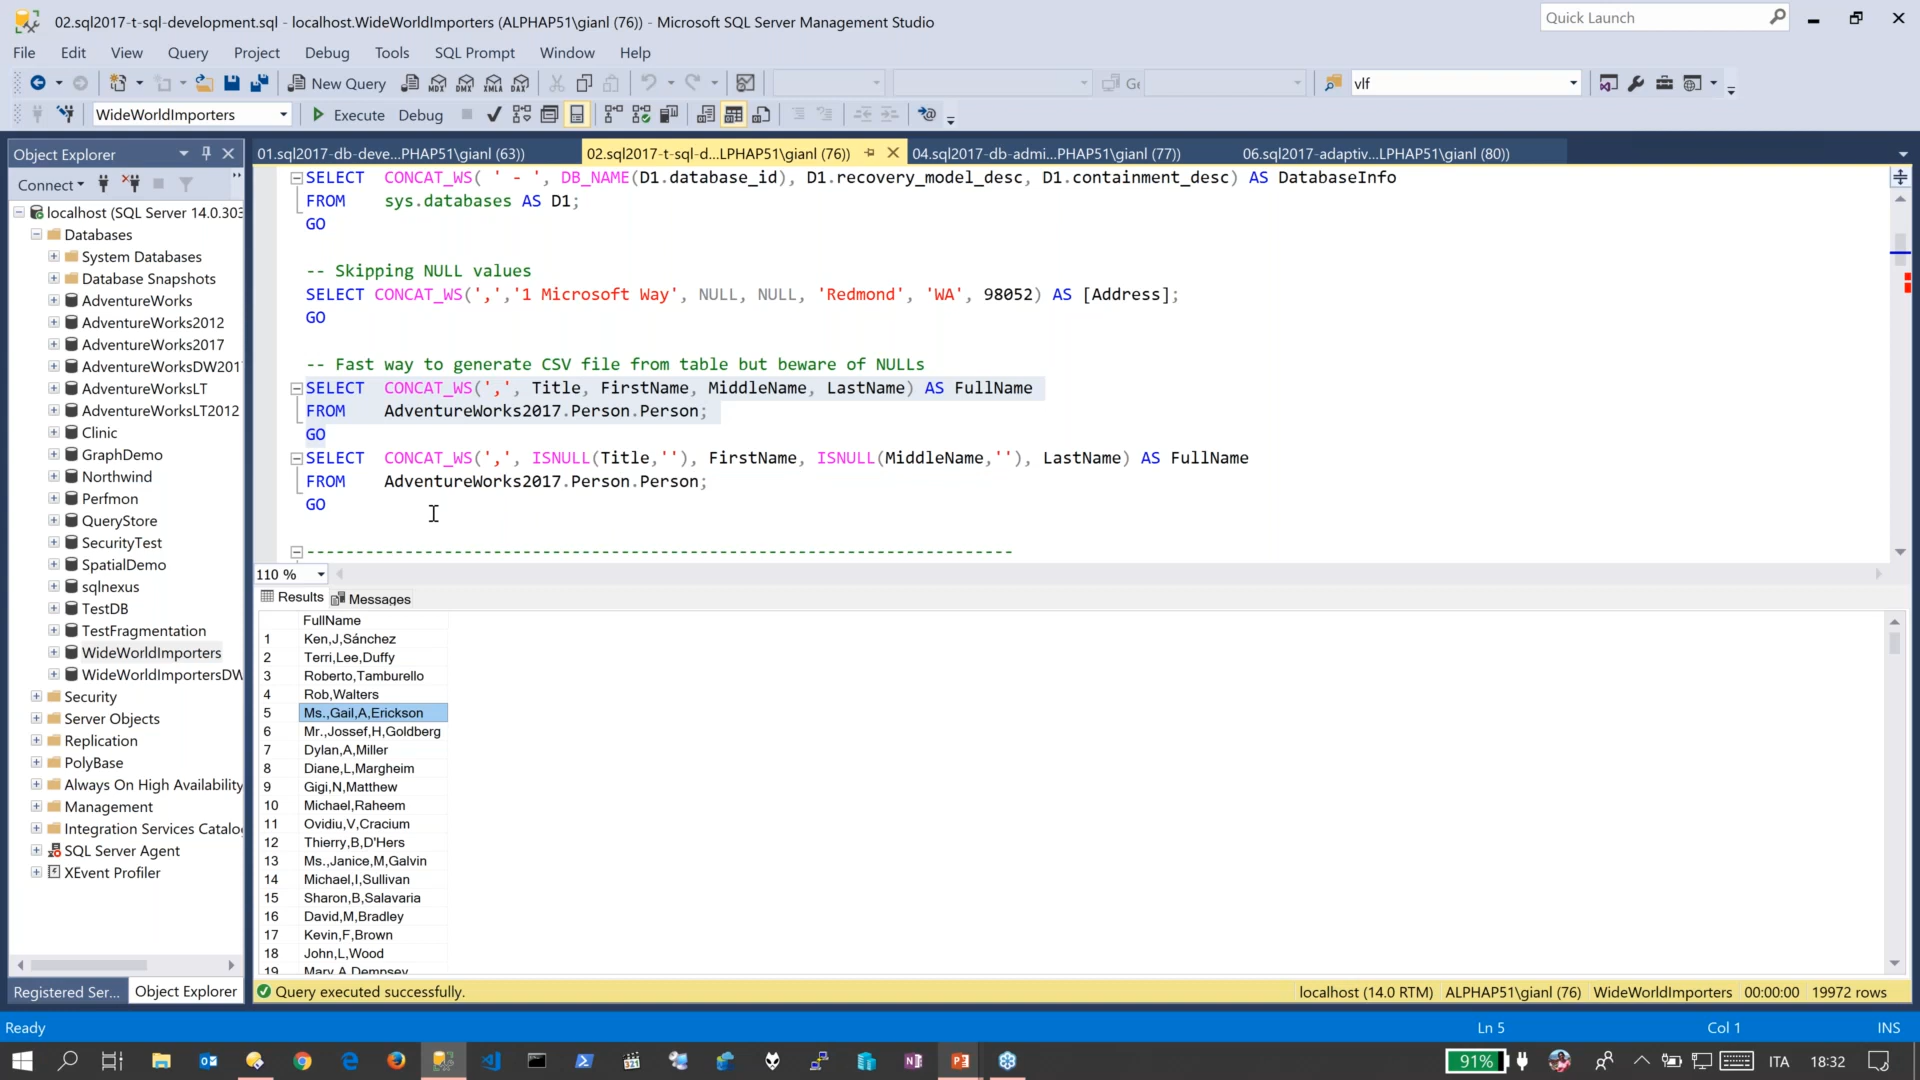 02.sql2017-t-sql-development.sql - localhost.WideWorldImporters (ALPHAP51\gianl (76)) - Microsoft SQL Server Management Studio
Quick Launch
File Edit View Query Project Debug Tools SQL Prompt Window Help
New Query MDX DMX XMLA DAX Ge vlf
WideWorldImporters Execute Debug
Object Explorer
01.sql2017-db-deve...PHAP51\gianl (63)) 02.sql2017-t-sql-d...LPHAP51\gianl (76)) 04.sql2017-db-admi...PHAP51\gianl (77)) 06.sql2017-adaptiv...LPHAP51\gianl (80))
Connect
localhost (SQL Server 14.0.303
Databases
System Databases
Database Snapshots
AdventureWorks
AdventureWorks2012
AdventureWorks2017
AdventureWorksDW201
AdventureWorksLT
AdventureWorksLT2012
Clinic
GraphDemo
Northwind
Perfmon
QueryStore
SecurityTest
SpatialDemo
sqlnexus
TestDB
TestFragmentation
WideWorldImporters
WideWorldImportersDW
Security
Server Objects
Replication
PolyBase
Always On High Availability
Management
Integration Services Catalo
SQL Server Agent
XEvent Profiler
Registered Ser... Object Explorer
SELECT CONCAT_WS( ' - ', DB_NAME(D1.database_id), D1.recovery_model_desc, D1.containment_desc) AS DatabaseInfo
FROM sys.databases AS D1;
GO
-- Skipping NULL values
SELECT CONCAT_WS(',','1 Microsoft Way', NULL, NULL, 'Redmond', 'WA', 98052) AS [Address];
GO
-- Fast way to generate CSV file from table but beware of NULLs
SELECT CONCAT_WS(',', Title, FirstName, MiddleName, LastName) AS FullName
FROM AdventureWorks2017.Person.Person;
GO
SELECT CONCAT_WS(',', ISNULL(Title,''), FirstName, ISNULL(MiddleName,''), LastName) AS FullName
FROM AdventureWorks2017.Person.Person;
GO
------------------------------------------------------------------------
110 %
Results Messages
FullName
1 Ken,J,Sánchez
2 Terri,Lee,Duffy
3 Roberto,Tamburello
4 Rob,Walters
5 Ms.,Gail,A,Erickson
6 Mr.,Jossef,H,Goldberg
7 Dylan,A,Miller
8 Diane,L,Margheim
9 Gigi,N,Matthew
10 Michael,Raheem
11 Ovidiu,V,Cracium
12 Thierry,B,D'Hers
13 Ms.,Janice,M,Galvin
14 Michael,I,Sullivan
15 Sharon,B,Salavaria
16 David,M,Bradley
17 Kevin,F,Brown
18 John,L,Wood
19 Mary,A,Dempsey
Query executed successfully. localhost (14.0 RTM) ALPHAP51\gianl (76) WideWorldImporters 00:00:00 19972 rows
Ready Ln 5 Col 1 INS
91% ITA 18:32